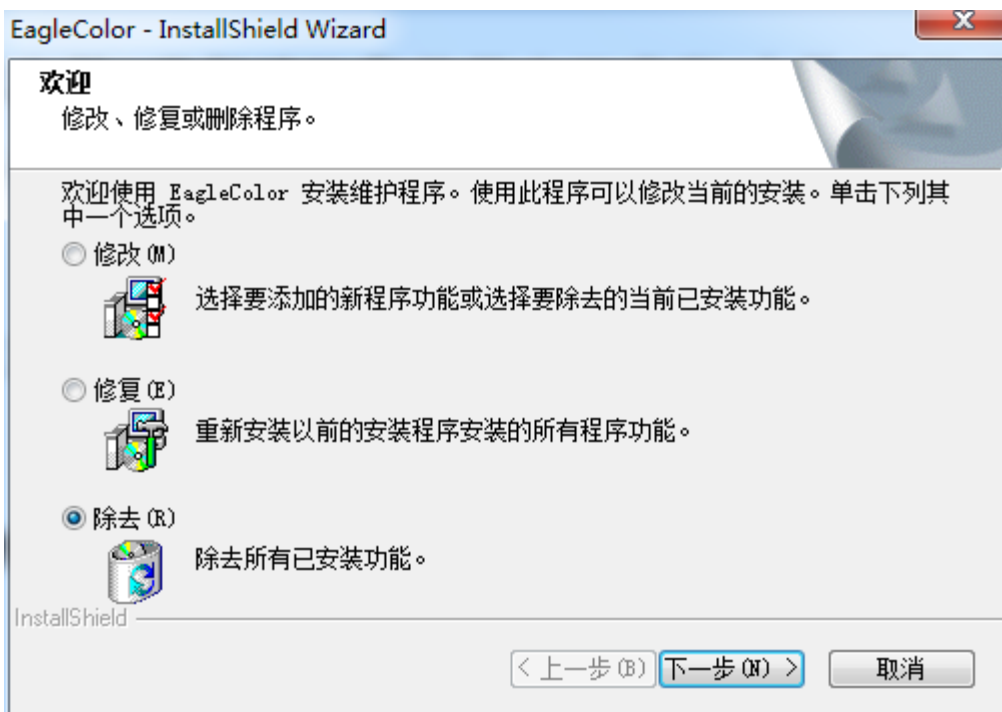 EagleColor - InstallShield Wizard
欢迎
修改、修复或删除程序。
欢迎使用 EagleColor 安装维护程序。使用此程序可以修改当前的安装。单击下列其
中一个选项。
修改(M)
选择要添加的新程序功能或选择要除去的当前已安装功能。
修复(E)
重新安装以前的安装程序安装的所有程序功能。
除去(R)
除去所有已安装功能。
InstallShield
< 上一步(B) 下一步(N) > 取消